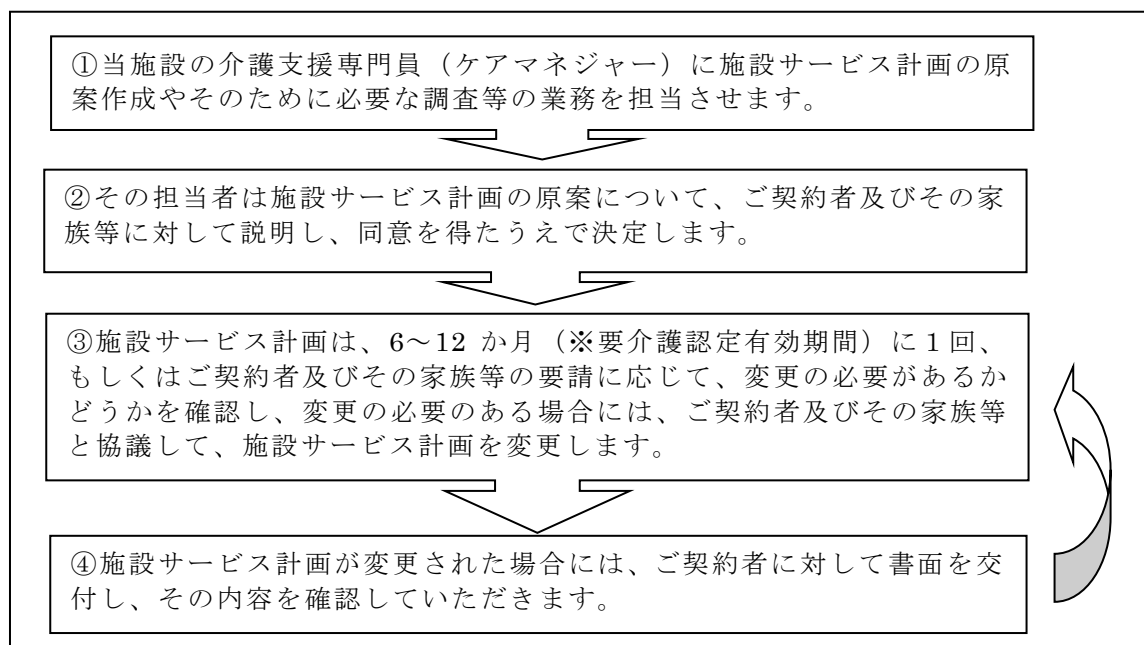 ①当施設の介護支援専門員（ケアマネジャー）に施設サービス計画の原
案作成やそのために必要な調査等の業務を担当させます。
②その担当者は施設サービス計画の原案について、ご契約者及びその家
族等に対して説明し、同意を得たうえで決定します。
③施設サービス計画は、6～12 か月（※要介護認定有効期間）に１回、
もしくはご契約者及びその家族等の要請に応じて、変更の必要があるか
どうかを確認し、変更の必要のある場合には、ご契約者及びその家族等
と協議して、施設サービス計画を変更します。
④施設サービス計画が変更された場合には、ご契約者に対して書面を交
付し、その内容を確認していただきます。